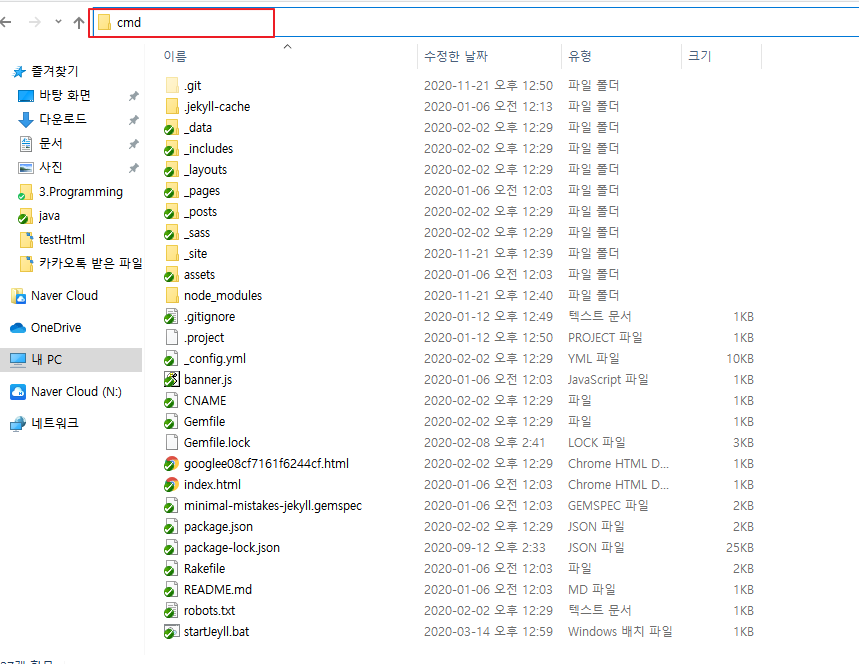 cmd
이름 수정한 날짜 유형 크기
즐겨찾기
바탕 화면
다운로드
문서
사진
3.Programming
java
testHtml
카카오톡 받은 파일
Naver Cloud
OneDrive
내 PC
Naver Cloud (N:)
네트워크
.git 2020-11-21 오후 12:50 파일 폴더
.jekyll-cache 2020-01-06 오전 12:13 파일 폴더
_data 2020-02-02 오후 12:29 파일 폴더
_includes 2020-02-02 오후 12:29 파일 폴더
_layouts 2020-02-02 오후 12:29 파일 폴더
_pages 2020-01-06 오전 12:03 파일 폴더
_posts 2020-02-02 오후 12:29 파일 폴더
_sass 2020-02-02 오후 12:29 파일 폴더
_site 2020-11-21 오후 12:39 파일 폴더
assets 2020-01-06 오전 12:03 파일 폴더
node_modules 2020-11-21 오후 12:40 파일 폴더
.gitignore 2020-01-12 오후 12:49 텍스트 문서 1KB
.project 2020-01-12 오후 12:50 PROJECT 파일 1KB
_config.yml 2020-02-02 오후 12:29 YML 파일 10KB
banner.js 2020-01-06 오전 12:03 JavaScript 파일 1KB
CNAME 2020-02-02 오후 12:29 파일 1KB
Gemfile 2020-02-02 오후 12:29 파일 1KB
Gemfile.lock 2020-02-08 오후 2:41 LOCK 파일 3KB
googlee08cf7161f6244cf.html 2020-02-02 오후 12:29 Chrome HTML D... 1KB
index.html 2020-01-06 오전 12:03 Chrome HTML D... 1KB
minimal-mistakes-jekyll.gemspec 2020-01-06 오전 12:03 GEMSPEC 파일 2KB
package.json 2020-02-02 오후 12:29 JSON 파일 2KB
package-lock.json 2020-09-12 오후 2:33 JSON 파일 25KB
Rakefile 2020-01-06 오전 12:03 파일 2KB
README.md 2020-01-06 오전 12:03 MD 파일 1KB
robots.txt 2020-02-02 오후 12:29 텍스트 문서 1KB
startJeyll.bat 2020-03-14 오후 12:59 Windows 배치 파일 1KB